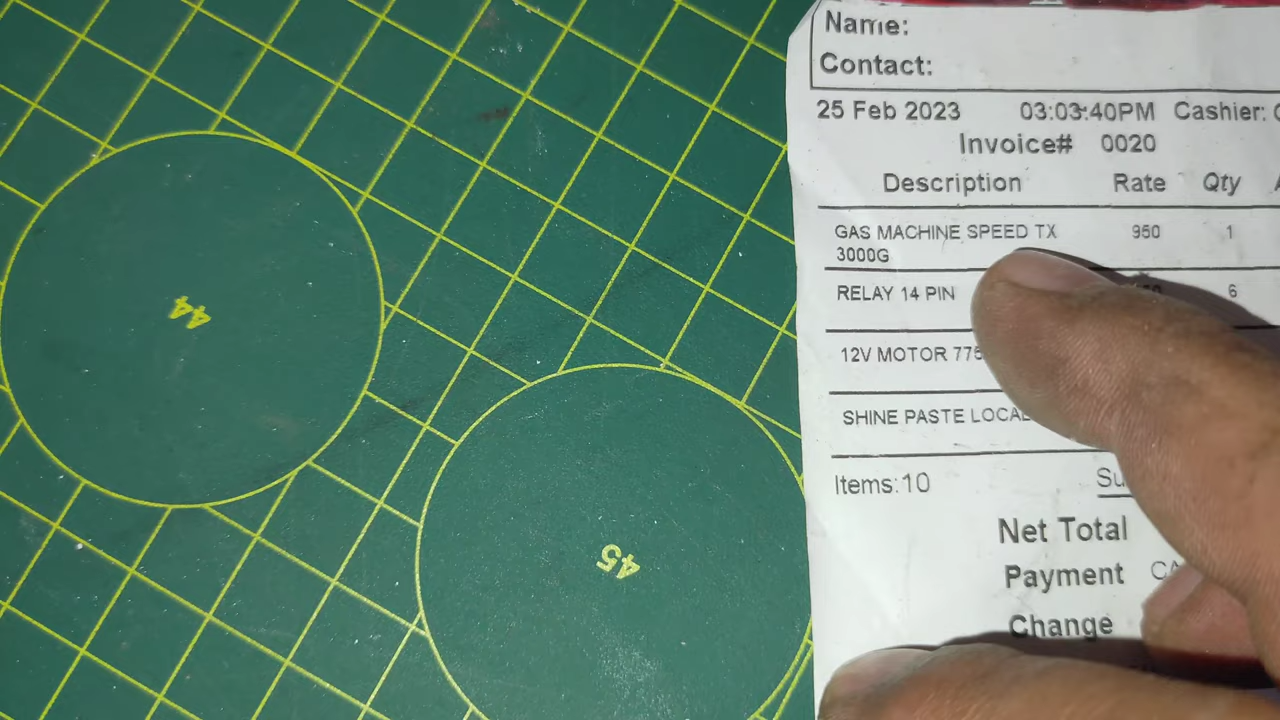 Name:
Contact:
25 Feb 2023 03:03:40PM Cashier:
Invoice# 0020
Description Rate Qty
GAS MACHINE SPEED TX 950 1
3000G
RELAY 14 PIN 6
12V MOTOR
SHINE PASTE LOCAL
Items:10
Net Total
Payment
Change
44
45